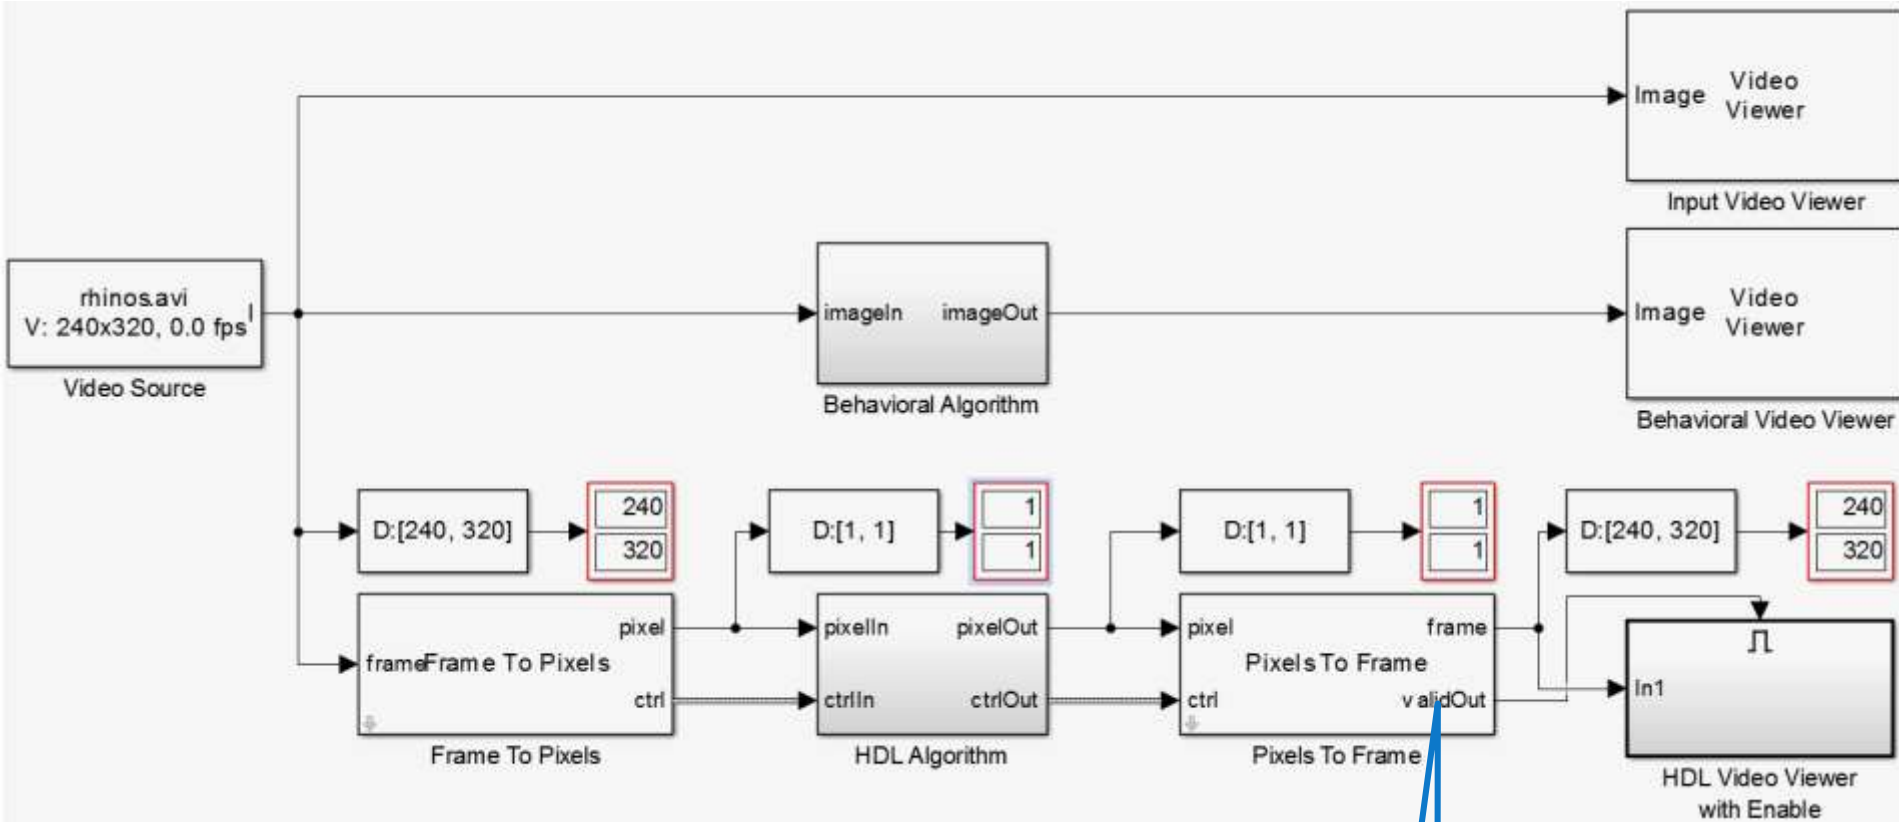 Image
Video
Viewer
Input Video Viewer
rhinos.avi
V: 240x320, 0.0 fps
I
Video Source
imageIn
imageOut
Behavioral Algorithm
Image
Video
Viewer
Behavioral Video Viewer
D:[240, 320]
240
320
D:[1, 1]
1
1
D:[1, 1]
1
1
D:[240, 320]
240
320
frame
Frame To Pixels
pixel
ctrl
Frame To Pixels
pixelIn
pixelOut
ctrlIn
ctrlOut
HDL Algorithm
pixel
Pixels To Frame
frame
ctrl
validOut
Pixels To Frame
In1
HDL Video Viewer
with Enable